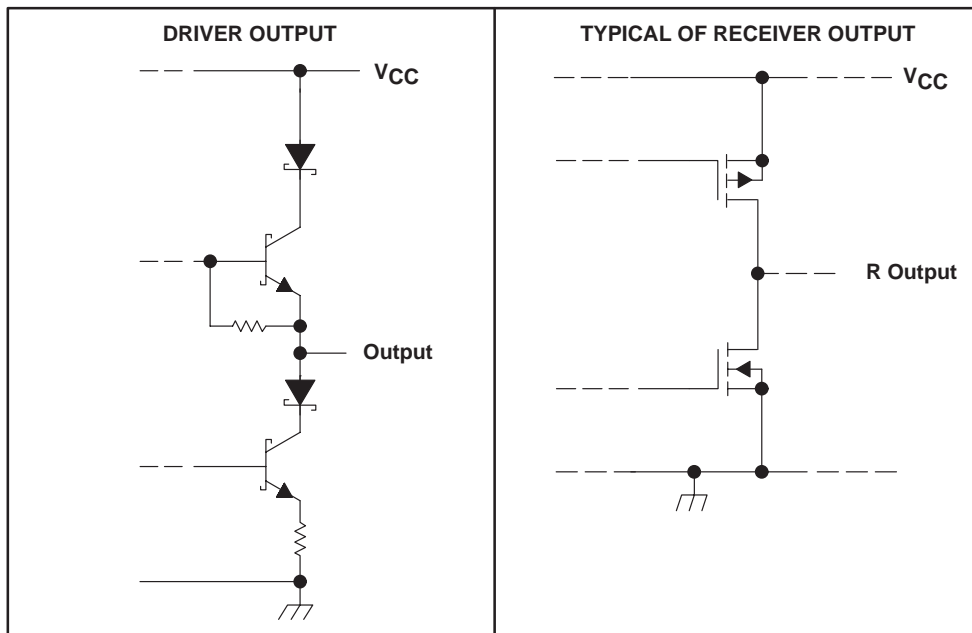 DRIVER OUTPUT
VCC
Output
TYPICAL OF RECEIVER OUTPUT
VCC
R Output